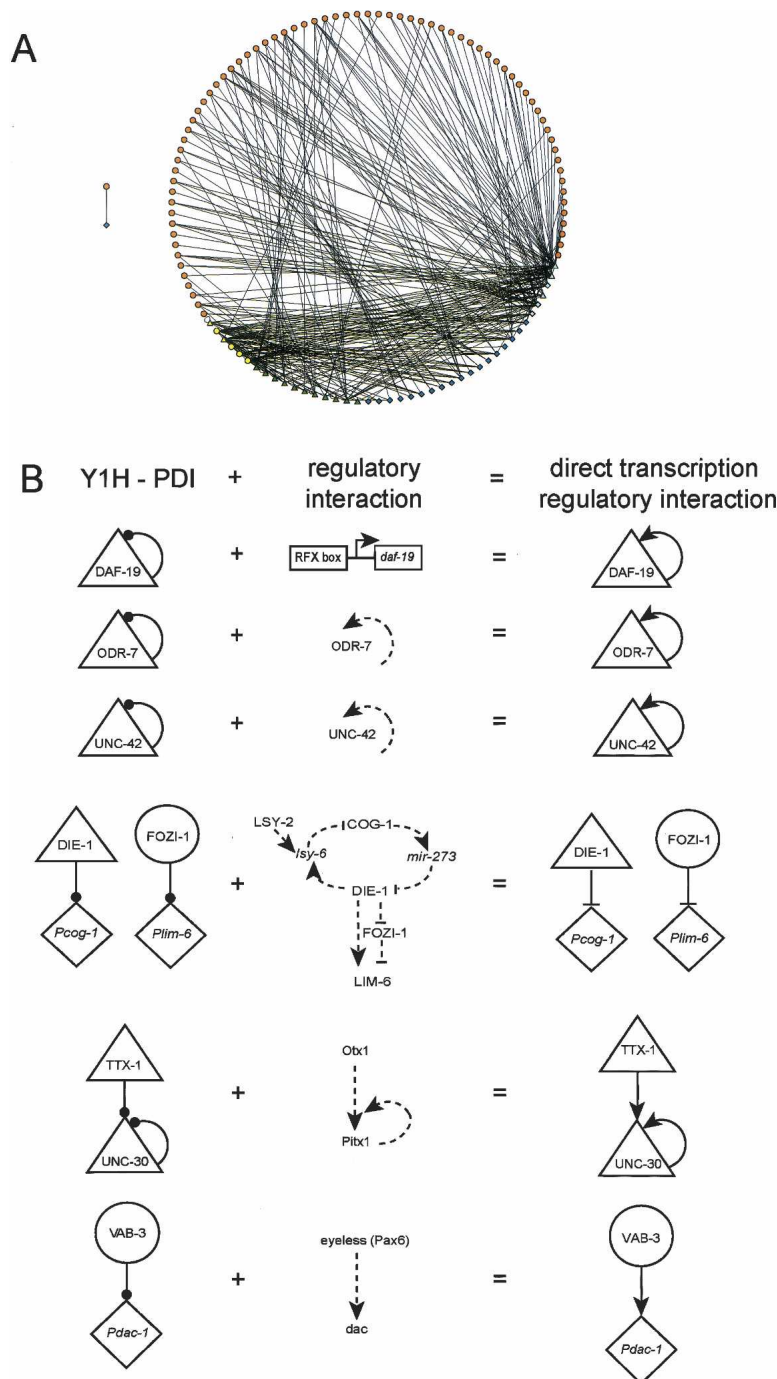 A
B
Y1H - PDI + regulatory interaction = direct transcription regulatory interaction
DAF-19 + RFX box daf-19 = DAF-19
ODR-7 + ODR-7 = ODR-7
UNC-42 + UNC-42 = UNC-42
DIE-1 FOZI-1
Pcog-1 Plim-6
+
LSY-2 COG-1
lsy-6 mir-273
DIE-1
FOZI-1
LIM-6
=
DIE-1 FOZI-1
Pcog-1 Plim-6
TTX-1
UNC-30
+
Otx1
Pitx1
=
TTX-1
UNC-30
VAB-3
Pdac-1
+
eyeless (Pax6)
dac
=
VAB-3
Pdac-1